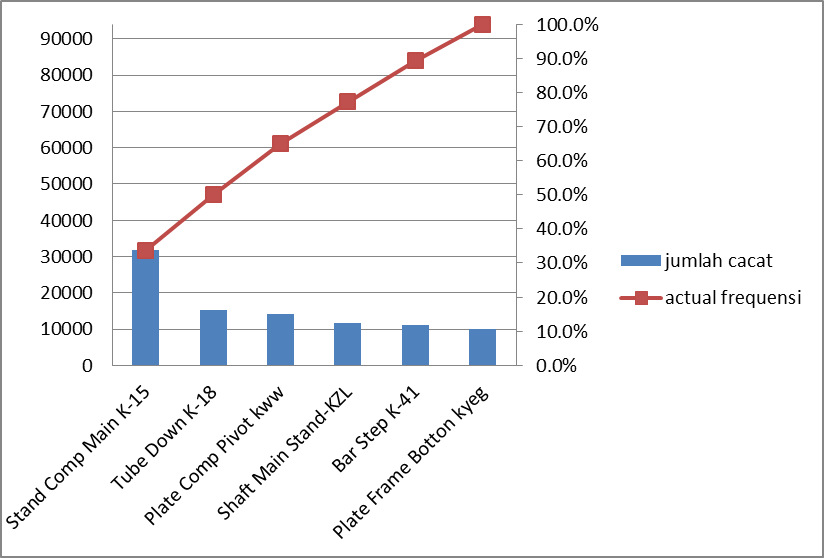 90000
80000
70000
60000
50000
40000
30000
20000
10000
0
100.0%
90.0%
80.0%
70.0%
60.0%
50.0%
40.0%
30.0%
20.0%
10.0%
0.0%
Stand Comp Main K-15
Tube Down K-18
Plate Comp Pivot kww
Shaft Main Stand-KZL
Bar Step K-41
Plate Frame Botton kyeg
jumlah cacat
actual frequensi